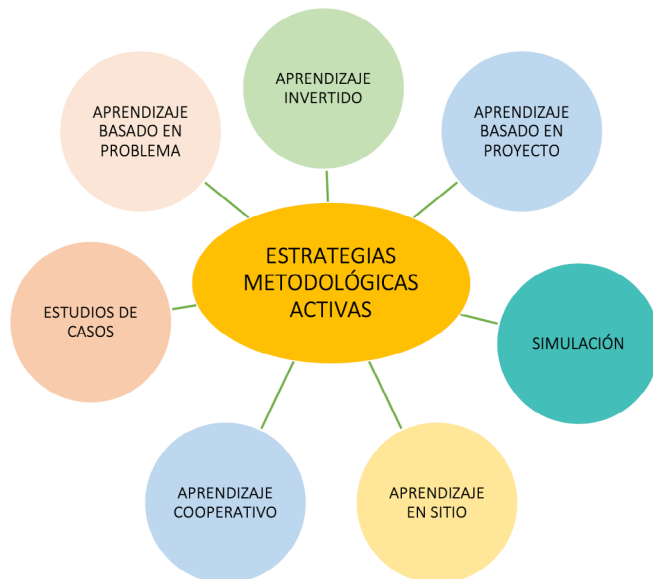 APRENDIZAJE
INVERTIDO
APRENDIZAJE
BASADO EN
PROBLEMA
APRENDIZAJE
BASADO EN
PROYECTO
ESTRATEGIAS
METODOLÓGICAS
ACTIVAS
ESTUDIOS DE
CASOS
SIMULACIÓN
APRENDIZAJE
COOPERATIVO
APRENDIZAJE
EN SITIO